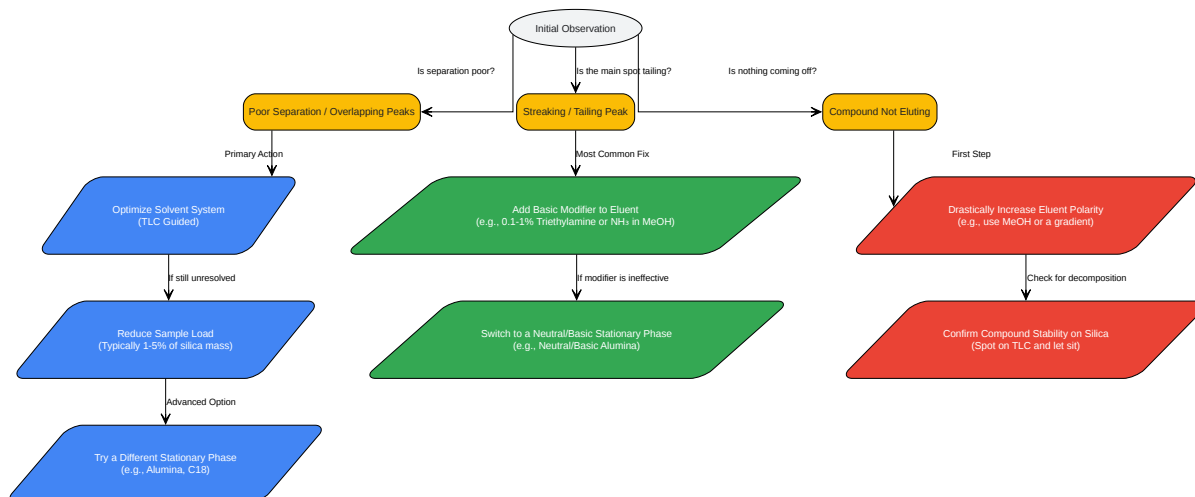 Initial Observation
Is separation poor?
Is the main spot tailing?
Is nothing coming off?
Poor Separation / Overlapping Peaks
Streaking / Tailing Peak
Compound Not Eluting
Primary Action
Most Common Fix
First Step
Optimize Solvent System
(TLC Guided)
Add Basic Modifier to Eluent
(e.g., 0.1-1% Triethylamine or NH₃ in MeOH)
Drastically Increase Eluent Polarity
(e.g., use MeOH or a gradient)
If still unresolved
If modifier is ineffective
Check for decomposition
Reduce Sample Load
(Typically 1-5% of silica mass)
Switch to a Neutral/Basic Stationary Phase
(e.g., Neutral/Basic Alumina)
Confirm Compound Stability on Silica
(Spot on TLC and let sit)
Advanced Option
Try a Different Stationary Phase
(e.g., Alumina, C18)